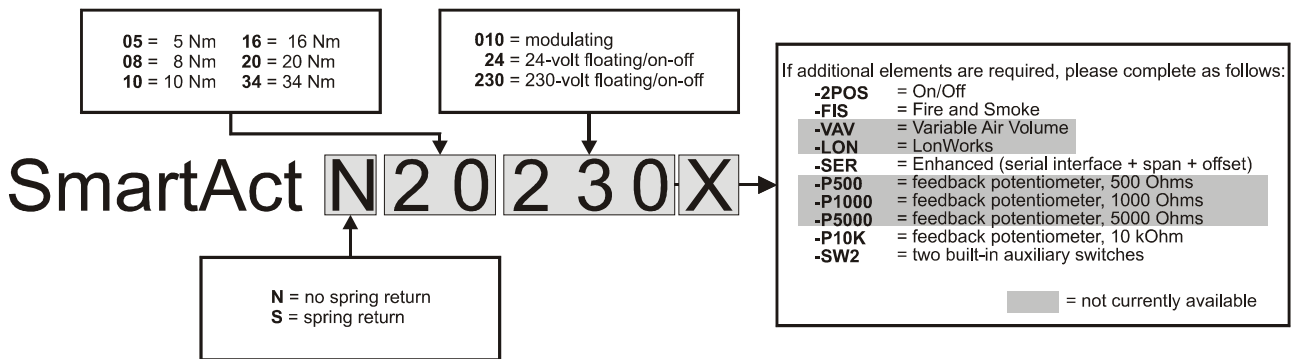 05 = 5 Nm 16 = 16 Nm
08 = 8 Nm 20 = 20 Nm
10 = 10 Nm 34 = 34 Nm
010 = modulating
24 = 24-volt floating/on-off
230 = 230-volt floating/on-off
If additional elements are required, please complete as follows:
-2POS = On/Off
-FIS = Fire and Smoke
-VAV = Variable Air Volume
-LON = LonWorks
-SER = Enhanced (serial interface + span + offset)
-P500 = feedback potentiometer, 500 Ohms
-P1000 = feedback potentiometer, 1000 Ohms
-P5000 = feedback potentiometer, 5000 Ohms
-P10K = feedback potentiometer, 10 kOhm
-SW2 = two built-in auxiliary switches
= not currently available
SmartAct N 2 0 2 3 0 - X
N = no spring return
S = spring return